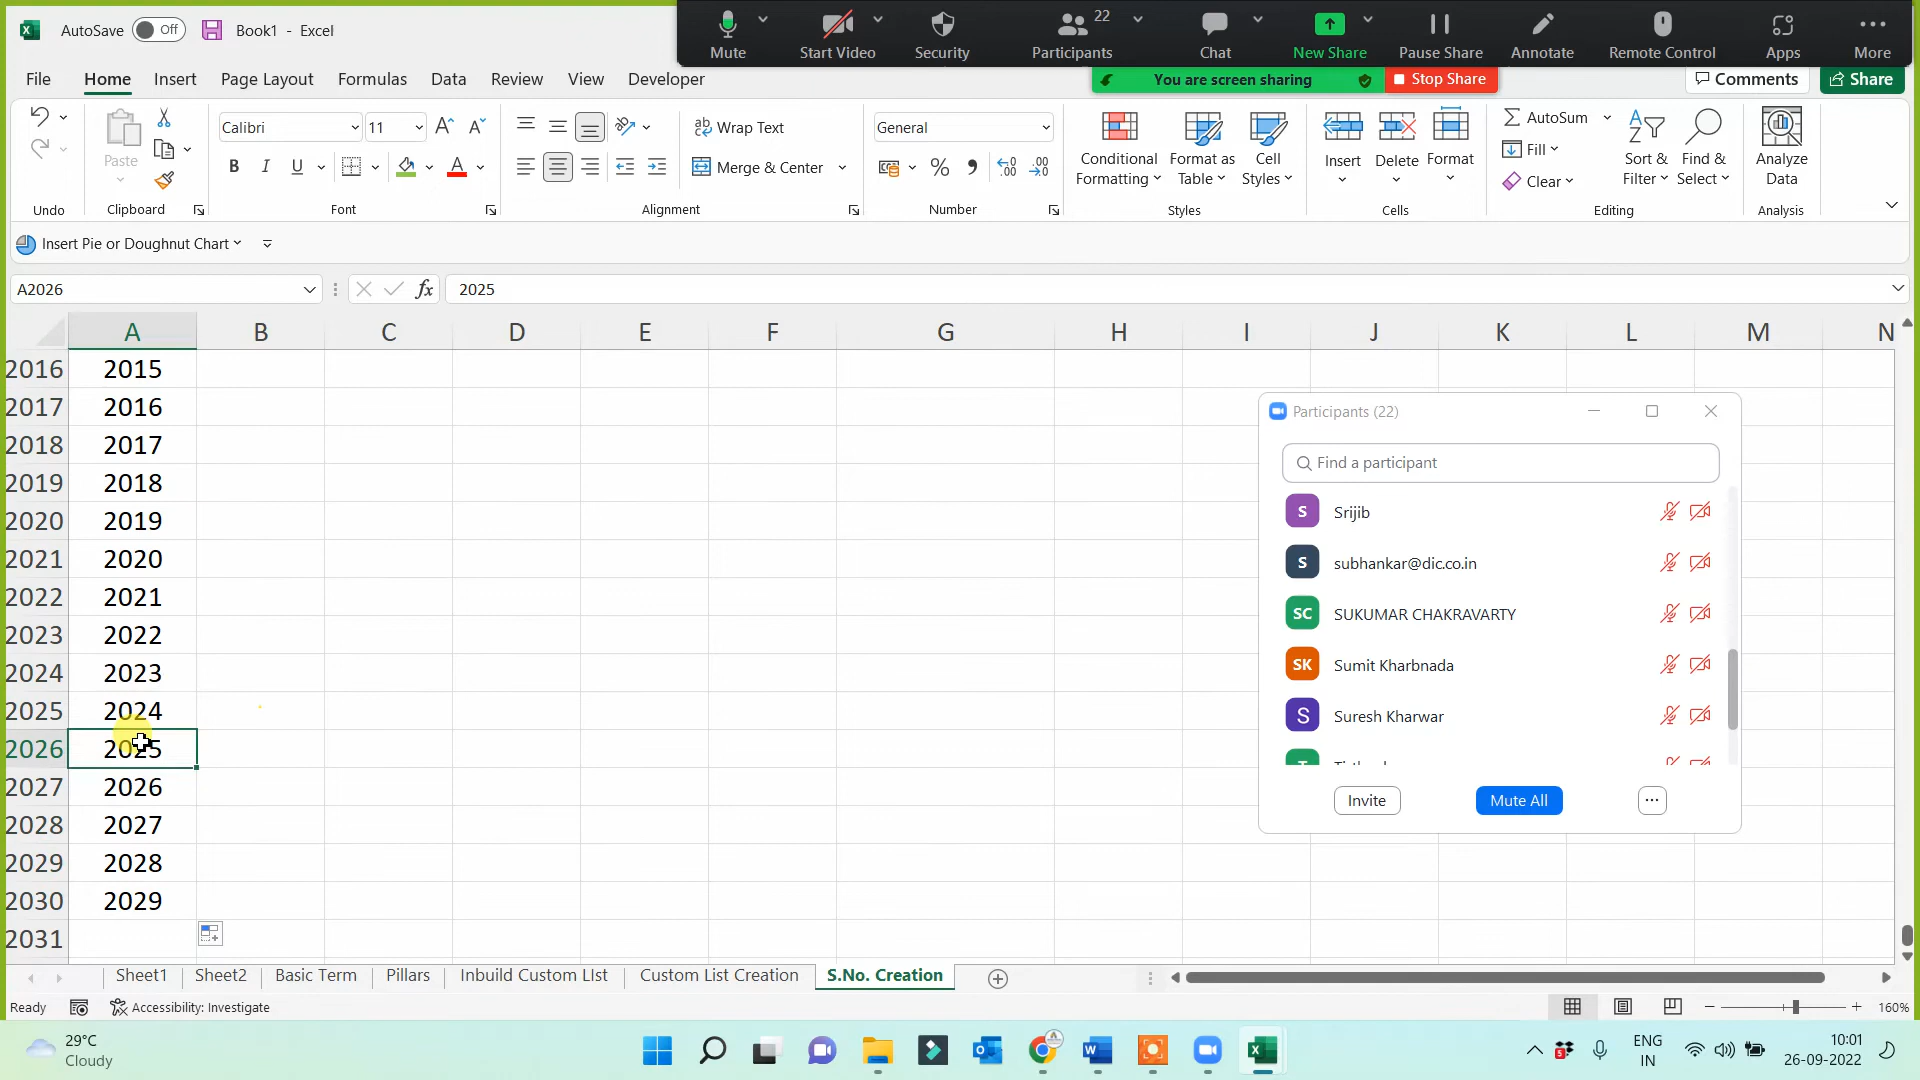 AutoSave Off Book1 - Excel
Mute Start Video Security Participants 22 Chat New Share Pause Share Annotate Remote Control Apps More
You are screen sharing Stop Share
File Home Insert Page Layout Formulas Data Review View Developer Comments Share
Paste
Calibri 11
B I U
Wrap Text
Merge & Center
General
Conditional Formatting
Format as Table
Cell Styles
Insert Delete Format
AutoSum
Fill
Clear
Sort & Filter
Find & Select
Analyze Data
Undo Clipboard Font Alignment Number Styles Cells Editing Analysis
Insert Pie or Doughnut Chart
A2026 fx 2025
A B C D E F G H I J K L M N
2016 2015
2017 2016
2018 2017
2019 2018
2020 2019
2021 2020
2022 2021
2023 2022
2024 2023
2025 2024
2026 2025
2027 2026
2028 2027
2029 2028
2030 2029
2031
Participants (22)
Find a participant
S Srijib
S subhankar@dic.co.in
SC SUKUMAR CHAKRAVARTY
SK Sumit Kharbnada
S Suresh Kharwar
Invite Mute All
Sheet1 Sheet2 Basic Term Pillars Inbuild Custom LIst Custom List Creation S.No. Creation
Ready Accessibility: Investigate 160%
29°C
Cloudy
ENG
IN
10:01
26-09-2022